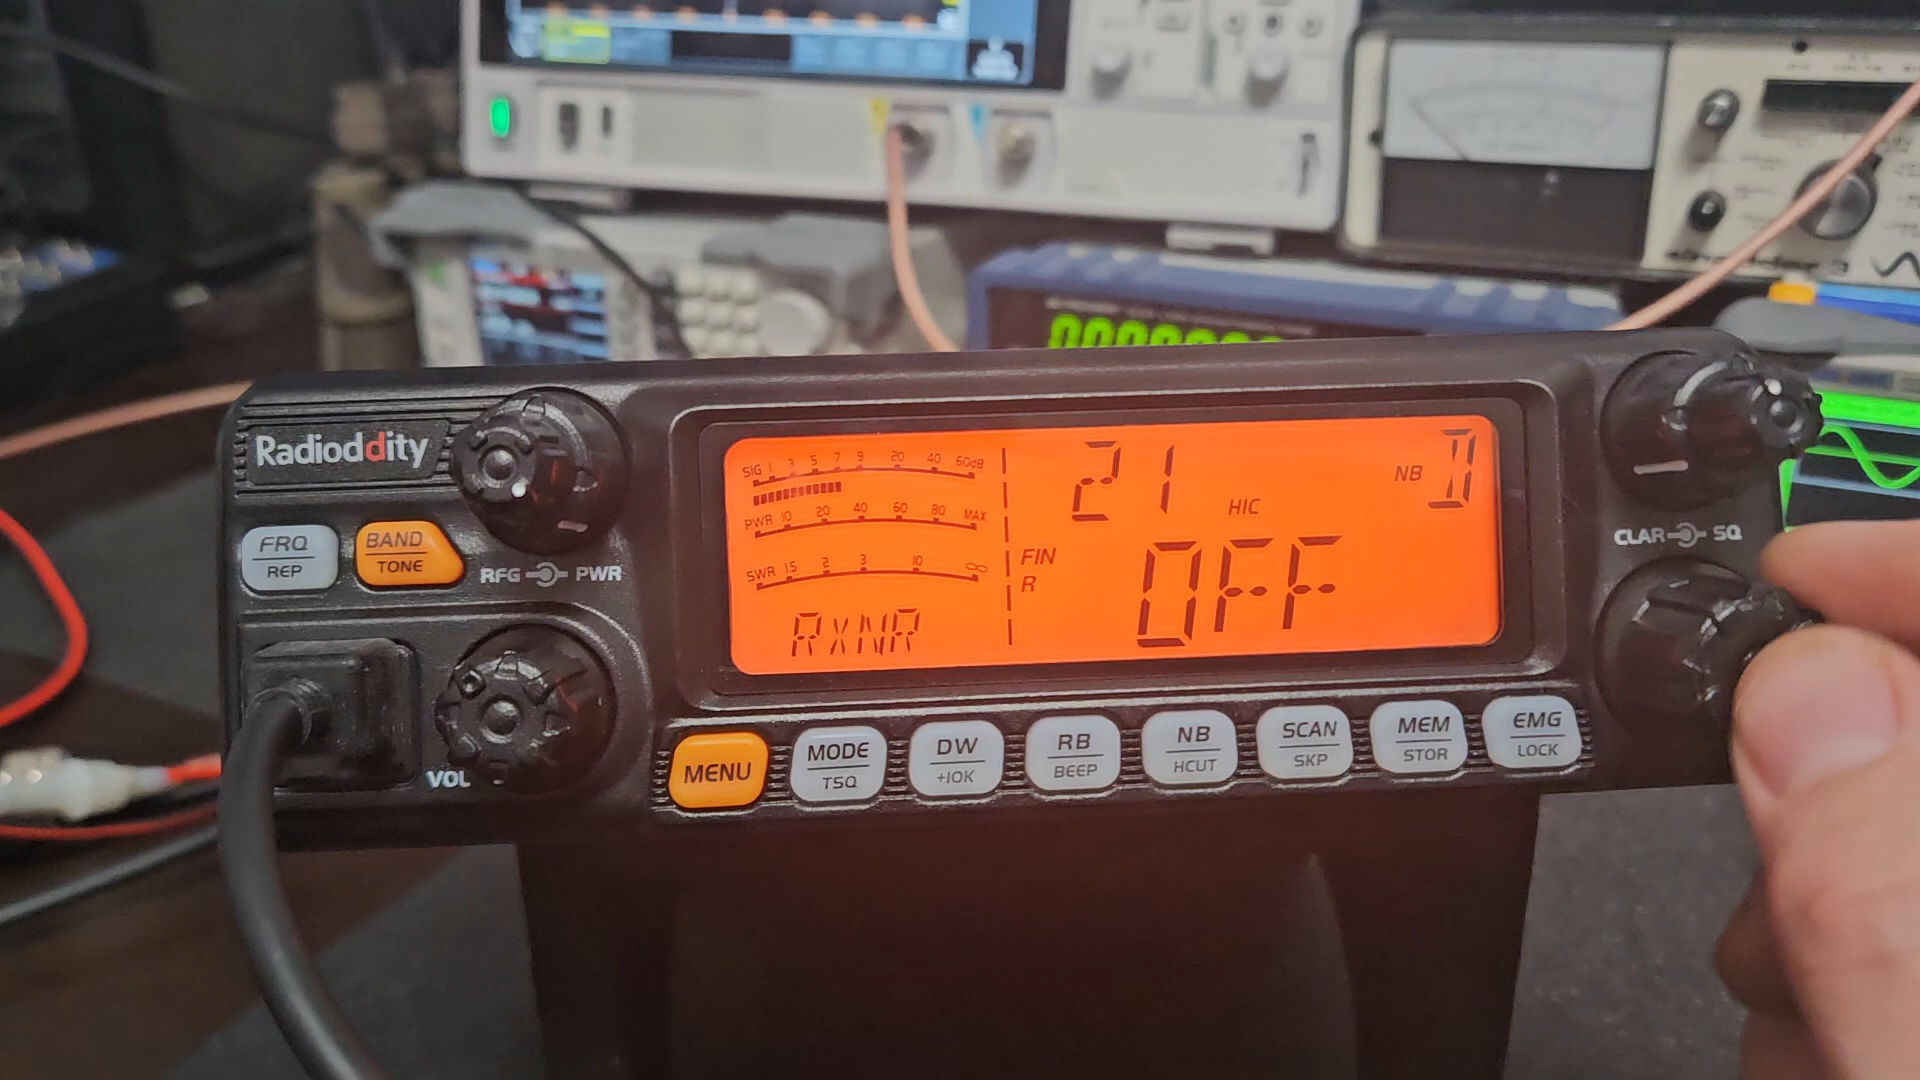 Radioddity
FRQ
REP
BAND
TONE
RFG PWR
VOL
SIG 1 3 5 7 9 20 40 60dB
PWR 10 20 40 60 80 MAX
SWR 1.5 2 3 10 ∞
RXNR
21
HIC
NB D
FIN
R
OFF
CLAR SQ
MENU
MODE
TSQ
DW
+10K
RB
BEEP
NB
HCUT
SCAN
SKP
MEM
STOR
EMG
LOCK